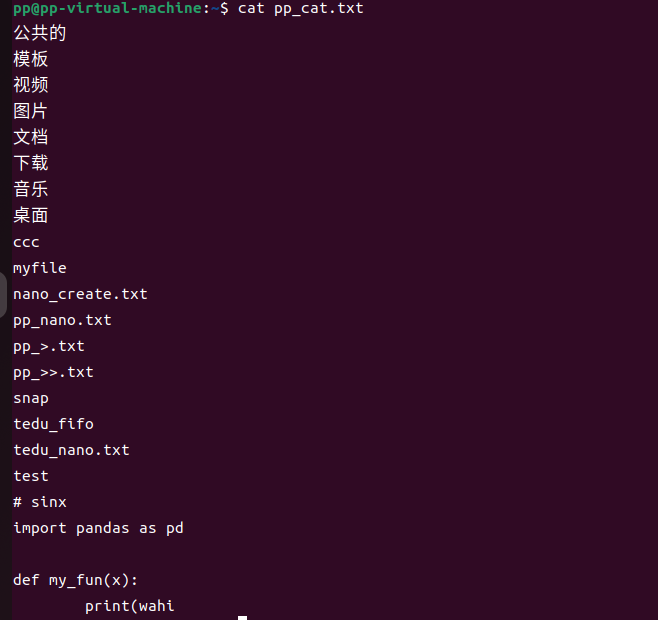 pp@pp-virtual-machine:~$ cat pp_cat.txt
公共的
模板
视频
图片
文档
下载
音乐
桌面
ccc
myfile
nano_create.txt
pp_nano.txt
pp_>.txt
pp_>>.txt
snap
tedu_fifo
tedu_nano.txt
test
# sinx
import pandas as pd

def my_fun(x):
        print(wahi